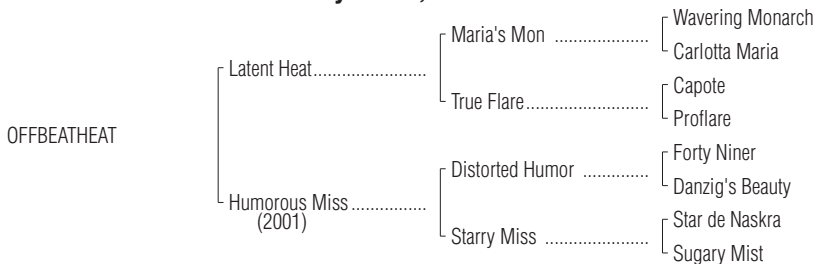 Wavering Monarch
Maria's Mon ....................
Carlotta Maria
Latent Heat........................
Capote
True Flare..........................
Proflare
OFFBEATHEAT
Forty Niner
Distorted Humor ..............
Danzig's Beauty
Humorous Miss ................
(2001)
Star de Naskra
Starry Miss ......................
Sugary Mist